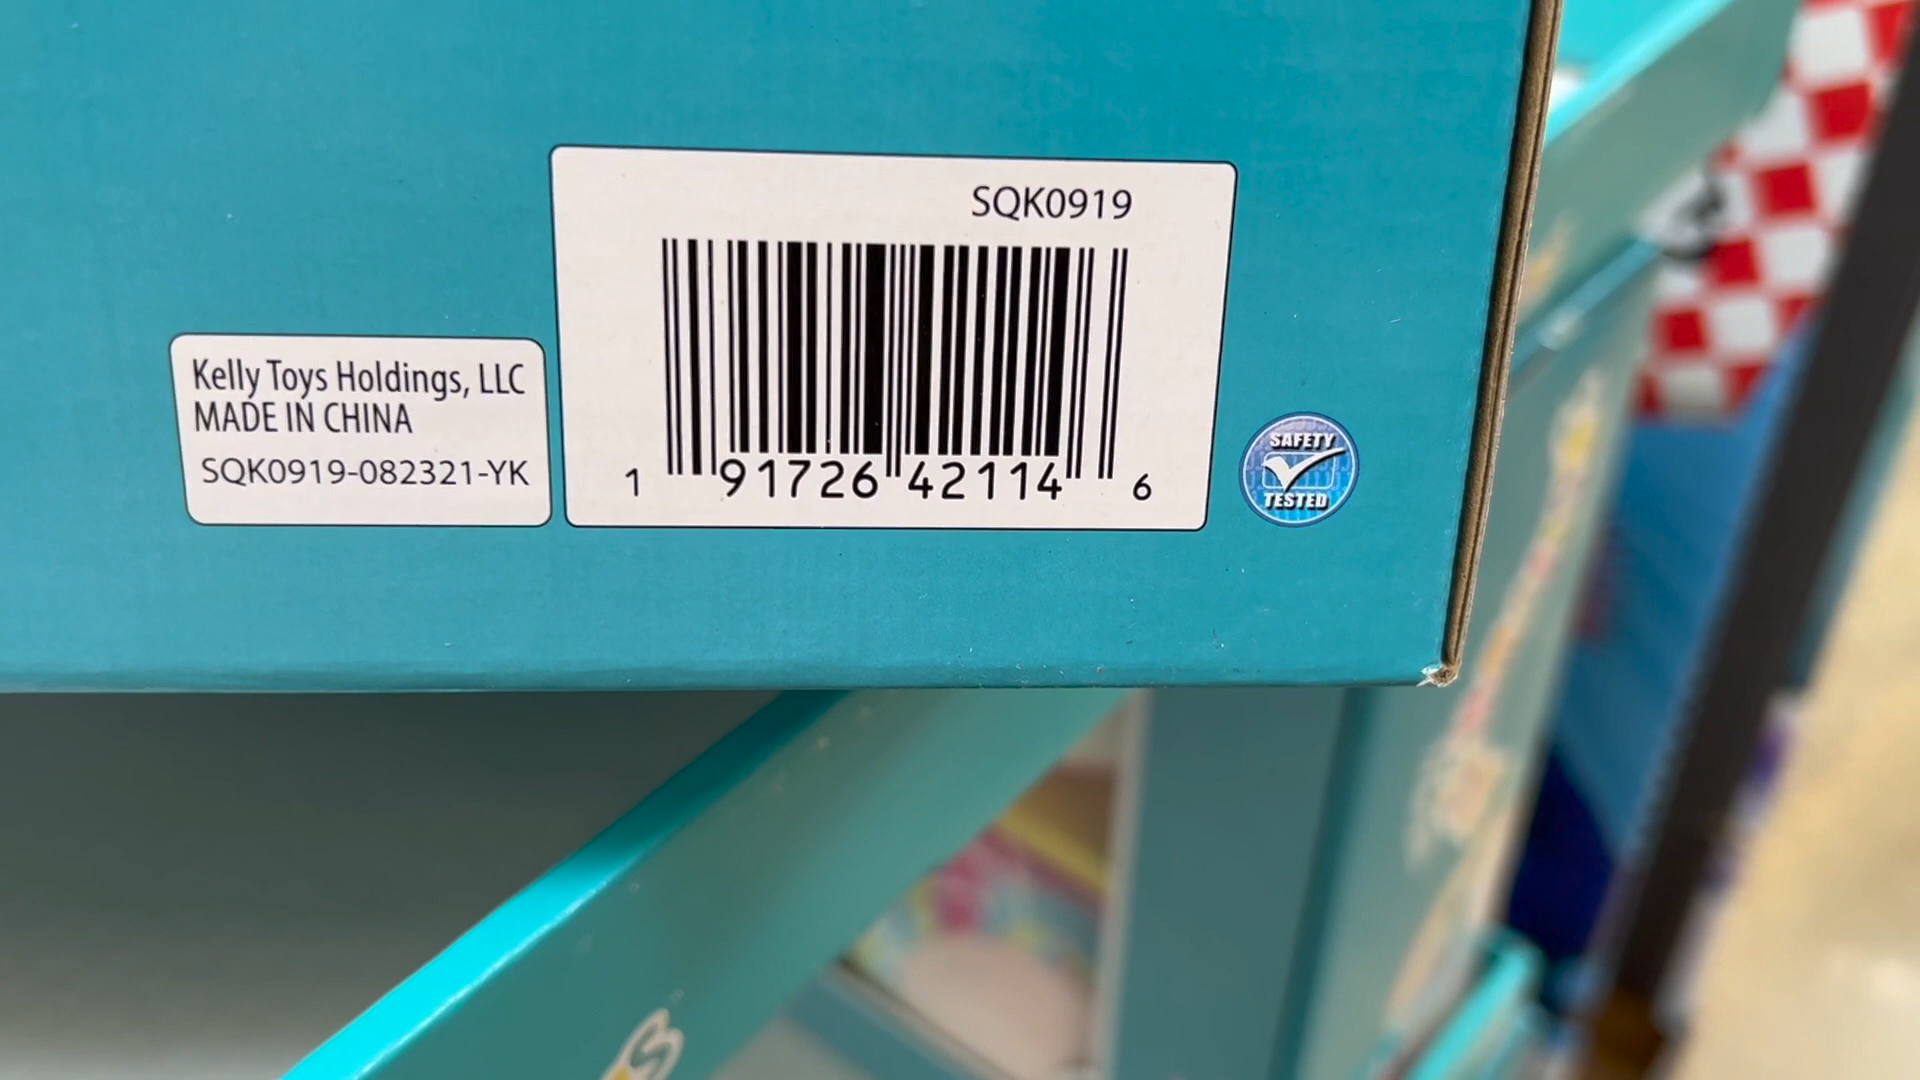 SQK0919
1 91726 42114 6
Kelly Toys Holdings, LLC
MADE IN CHINA
SQK0919-082321-YK
SAFETY
TESTED